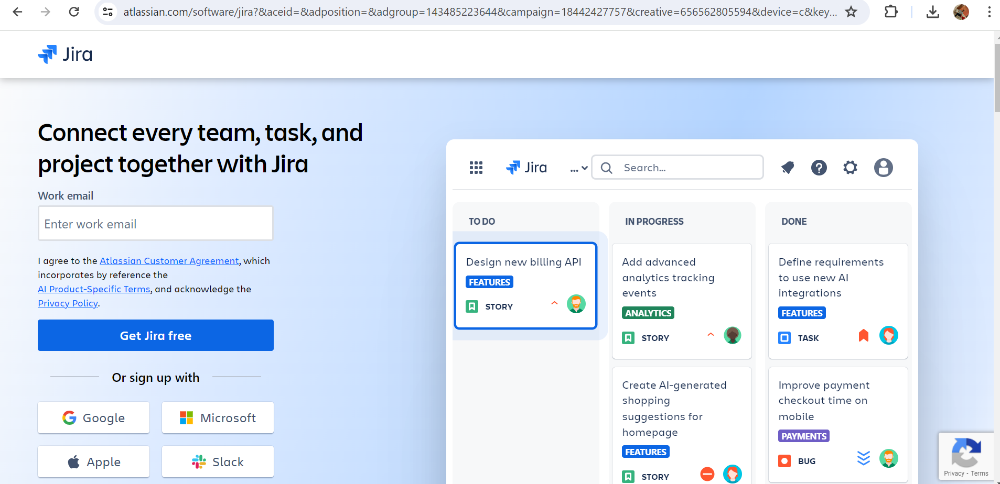 atlassian.com/software/jira?&aceid=&adposition=&adgroup=143485223644&campaign=18442427757&creative=656562805594&device=c&key...
Jira
Connect every team, task, and
project together with Jira
Work email
Enter work email
I agree to the Atlassian Customer Agreement, which
incorporates by reference the
AI Product-Specific Terms, and acknowledge the
Privacy Policy.
Get Jira free
Or sign up with
Google
Microsoft
Apple
Slack
Jira
...
Search...
TO DO
Design new billing API
FEATURES
STORY
IN PROGRESS
Add advanced
analytics tracking
events
ANALYTICS
STORY
Create AI-generated
shopping
suggestions for
homepage
FEATURES
STORY
DONE
Define requirements
to use new AI
integrations
FEATURES
TASK
Improve payment
checkout time on
mobile
PAYMENTS
BUG
Privacy - Terms